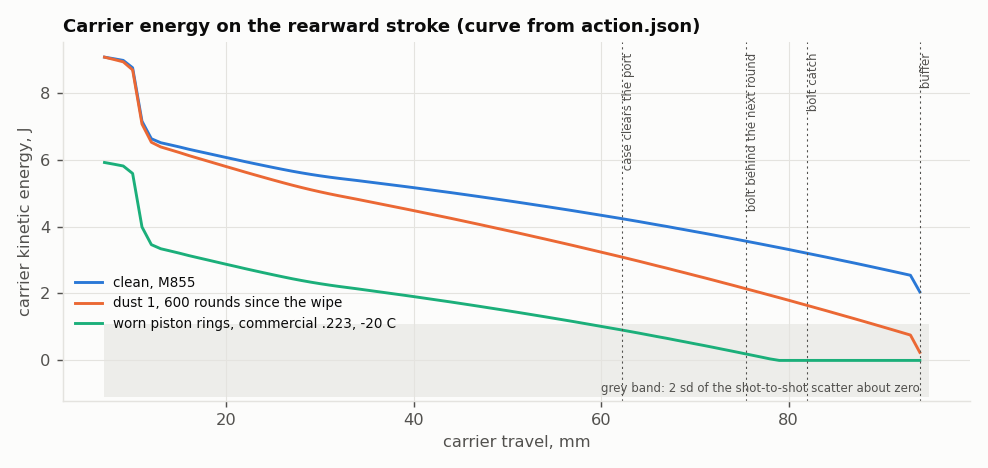 Carrier energy on the rearward stroke (curve from action.json)
carrier kinetic energy, J
8
6
4
2
0
case clears the port
bolt behind the next round
bolt catch
buffer
clean, M855
dust 1, 600 rounds since the wipe
worn piston rings, commercial .223, -20 C
grey band: 2 sd of the shot-to-shot scatter about zero
20
40
60
80
carrier travel, mm